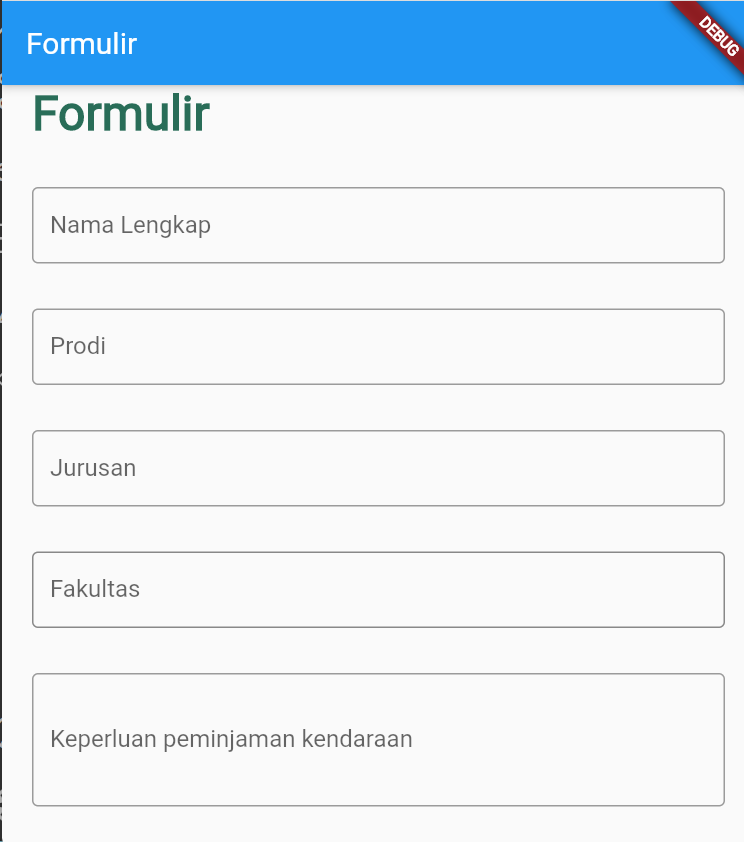 Formulir
DEBUG
Formulir
Nama Lengkap
Prodi
Jurusan
Fakultas
Keperluan peminjaman kendaraan